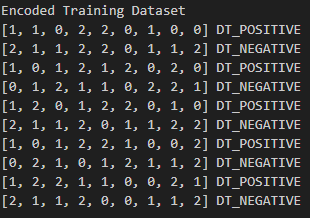 Encoded Training Dataset
[1, 1, 0, 2, 2, 0, 1, 0, 0] DT_POSITIVE
[2, 1, 1, 2, 2, 0, 1, 1, 2] DT_NEGATIVE
[1, 0, 1, 2, 1, 2, 0, 2, 0] DT_POSITIVE
[0, 1, 2, 1, 1, 0, 2, 2, 1] DT_NEGATIVE
[1, 2, 0, 1, 2, 2, 0, 1, 0] DT_POSITIVE
[2, 1, 1, 2, 0, 1, 1, 2, 2] DT_NEGATIVE
[1, 0, 1, 2, 2, 1, 0, 0, 2] DT_POSITIVE
[0, 2, 1, 0, 1, 2, 1, 1, 2] DT_NEGATIVE
[1, 2, 2, 1, 1, 0, 0, 2, 1] DT_POSITIVE
[2, 1, 1, 2, 0, 0, 1, 1, 2] DT_NEGATIVE